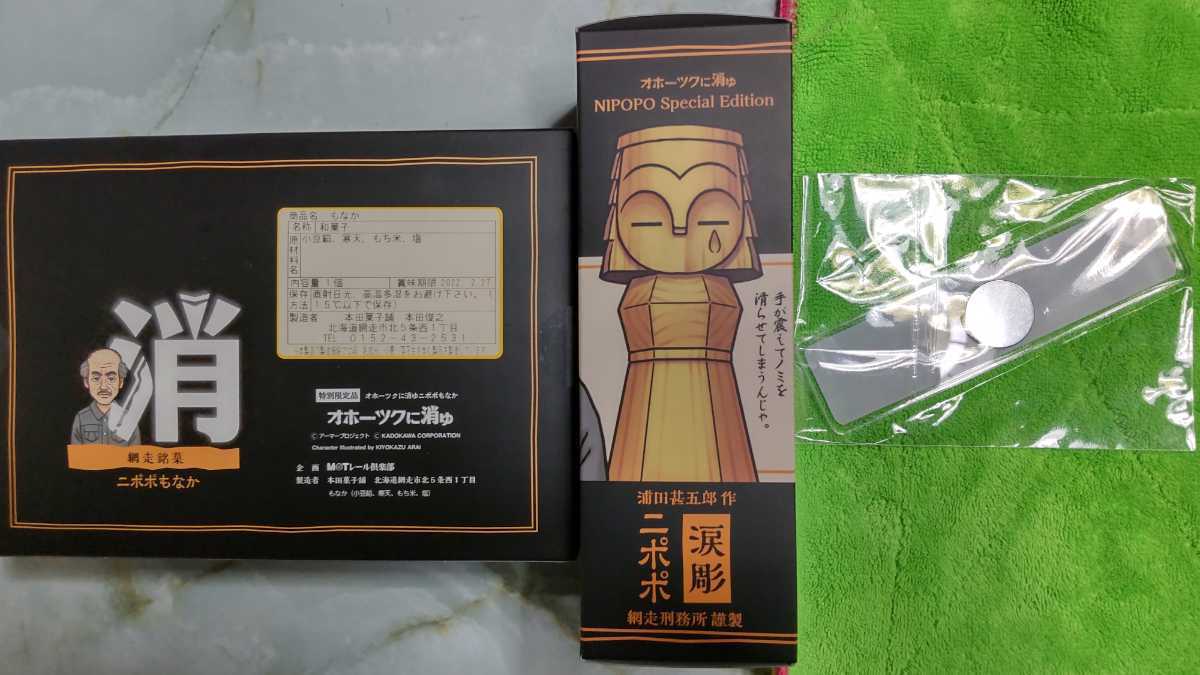 商品名 もなか
名称 和菓子
原材料名 小豆餡、寒天、もち米、塩
内容量 1個 賞味期限 2022. 2.27
保存方法 直射日光、高温多湿をお避け下さい。(15℃以下で保存)
製造者 本田菓子舗 本田俊之
北海道網走市北5条西1丁目
TEL 0152-43-2531
消
網走銘菓
ニポポもなか
特別限定品 オホーツクに消ゆニポポもなか
オホーツクに消ゆ
©アーマープロジェクト © KADOKAWA CORPORATION
Character Illustrated by KIYOKAZU ARAI
企 画 MOTレール倶楽部
製造者 本田菓子舗 北海道網走市北5条西1丁目
もなか(小豆餡、寒天、もち米、塩)
オホーツクに消ゆ
NIPOPO Special Edition
手が震えてノミを
滑らせてしまうんじゃ。
浦田甚五郎 作
涙彫
ニポポ
網走刑務所 謹製